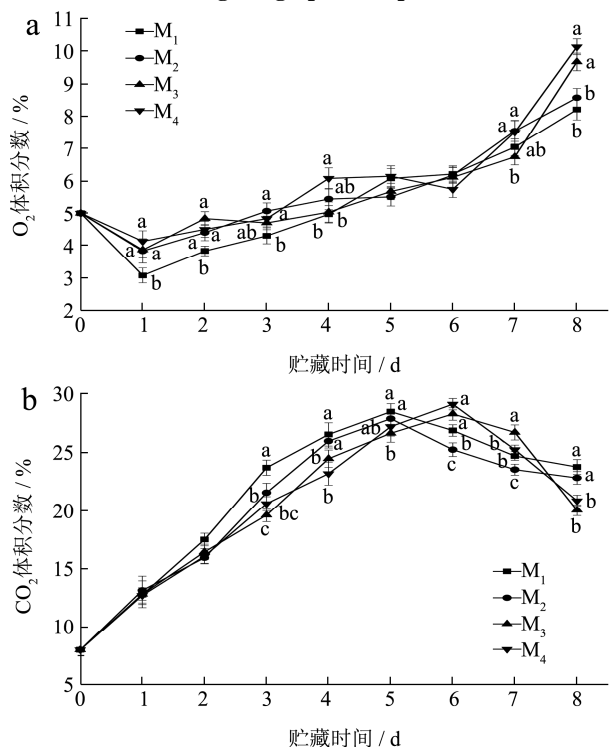 a
11
10
9
8
7
6
5
4
3
2
O₂体积分数 / %
M₁
M₂
M₃
M₄
a a a a a a
a a a a ab a ab b
b b ab b b b
0 1 2 3 4 5 6 7 8
贮藏时间 / d
b
30
25
20
15
10
5
CO₂体积分数 / %
a a a a a a
b b a ab a a b b a
c bc b b c c b b
M₁
M₂
M₃
M₄
0 1 2 3 4 5 6 7 8
贮藏时间 / d